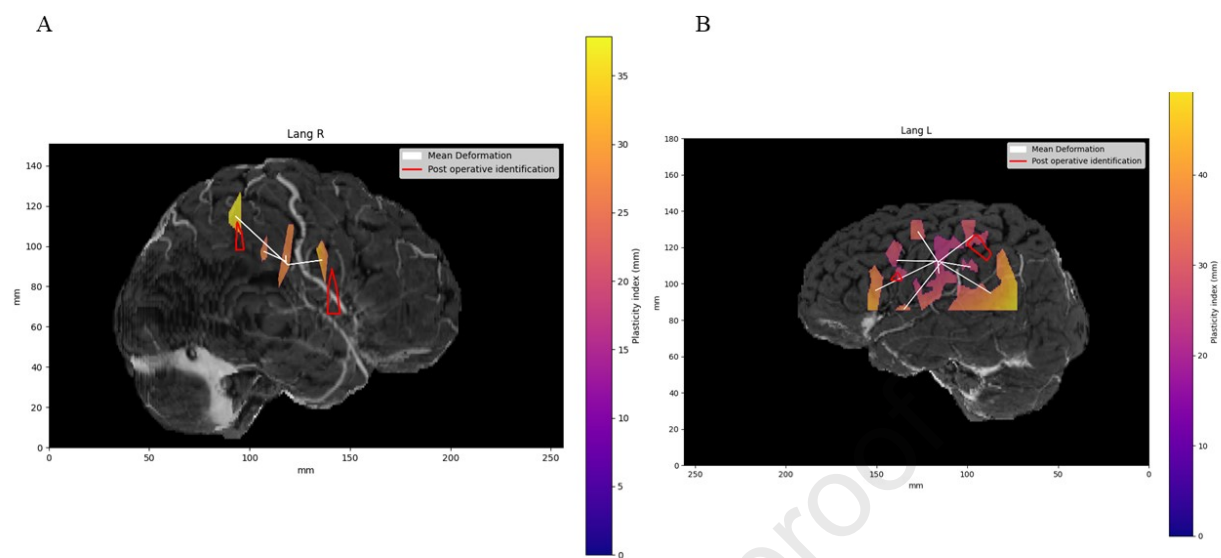 A
B
Lang R
Mean Deformation
Post operative identification
140
120
100
80
60
40
20
0
mm
0
50
100
150
200
250
mm
35
30
25
20
15
10
5
0
Plasticity index (mm)
Lang L
Mean Deformation
Post operative identification
180
160
140
120
100
80
60
40
20
0
mm
250
200
150
100
50
0
mm
40
30
20
10
0
Plasticity index (mm)
proof